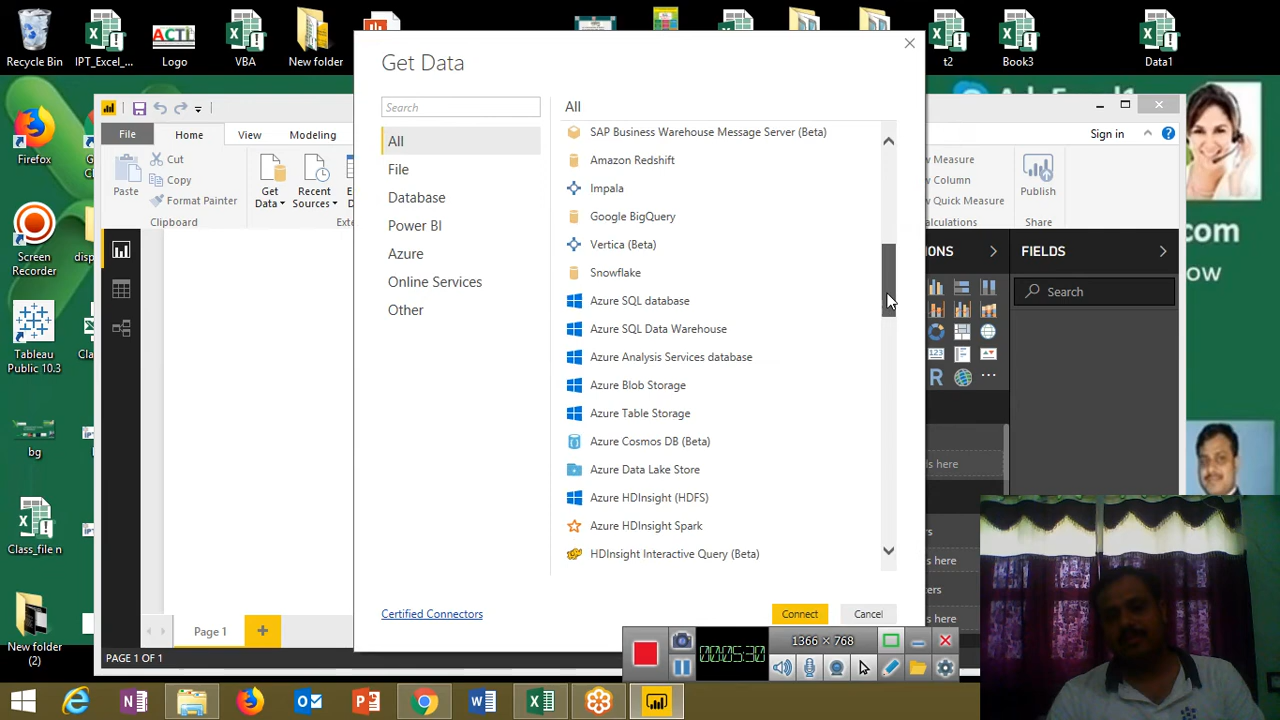 Recycle Bin
IPT_Excel_...
ACTI
Logo
VBA
New folder
t2
Book3
Data1
Firefox
Screen
Recorder
Tableau
Public 10.3
bg
Class_file n
New folder
(2)
Get Data
Search
All
File
Database
Power BI
Azure
Online Services
Other
All
SAP Business Warehouse Message Server (Beta)
Amazon Redshift
Impala
Google BigQuery
Vertica (Beta)
Snowflake
Azure SQL database
Azure SQL Data Warehouse
Azure Analysis Services database
Azure Blob Storage
Azure Table Storage
Azure Cosmos DB (Beta)
Azure Data Lake Store
Azure HDInsight (HDFS)
Azure HDInsight Spark
HDInsight Interactive Query (Beta)
Certified Connectors
Connect
Cancel
File
Home
View
Modeling
Sign in
Paste
Cut
Copy
Format Painter
Clipboard
Get
Data
Recent
Sources
Measure
Column
Quick Measure
Publish
Share
FIELDS
Search
Page 1
PAGE 1 OF 1
00:05:30
1366 × 768